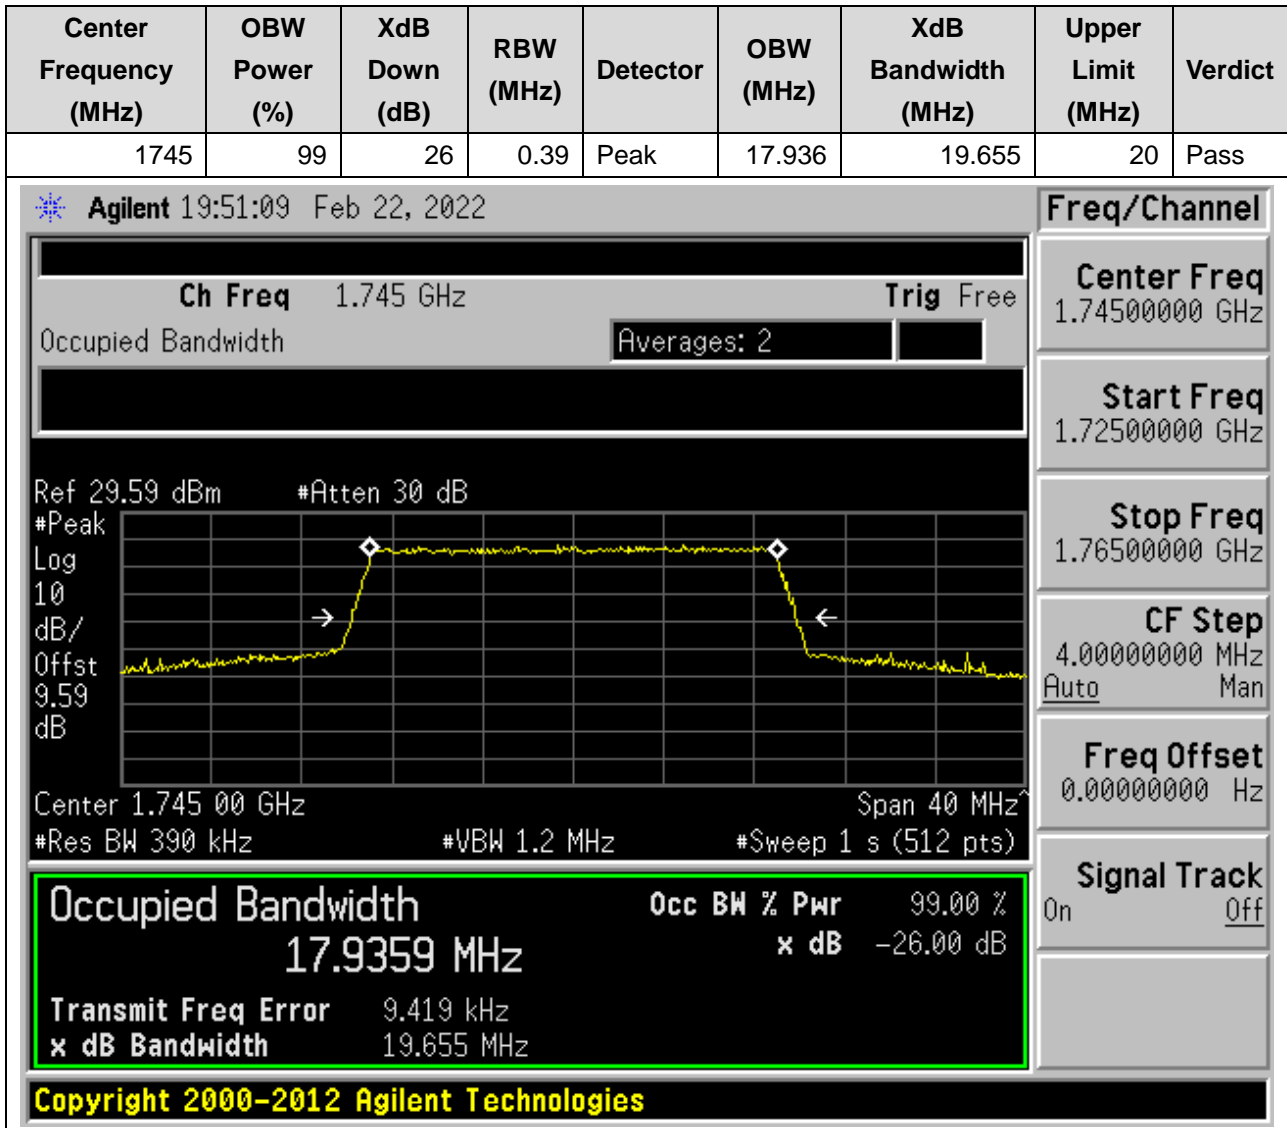 Center Frequency (MHz) OBW Power (%) XdB Down (dB) RBW (MHz) Detector OBW (MHz) XdB Bandwidth (MHz) Upper Limit (MHz) Verdict
1745 99 26 0.39 Peak 17.936 19.655 20 Pass
Agilent 19:51:09 Feb 22, 2022
Ch Freq 1.745 GHz Trig Free
Occupied Bandwidth Averages: 2
Ref 29.59 dBm #Atten 30 dB
#Peak
Log
10
dB/
Offst
9.59
dB
Center 1.745 00 GHz Span 40 MHz^
#Res BW 390 kHz #VBW 1.2 MHz #Sweep 1 s (512 pts)
Occupied Bandwidth Occ BW % Pwr 99.00 %
17.9359 MHz x dB -26.00 dB
Transmit Freq Error 9.419 kHz
x dB Bandwidth 19.655 MHz
Copyright 2000-2012 Agilent Technologies
Freq/Channel
Center Freq
1.74500000 GHz
Start Freq
1.72500000 GHz
Stop Freq
1.76500000 GHz
CF Step
4.00000000 MHz
Auto Man
Freq Offset
0.00000000 Hz
Signal Track
On Off